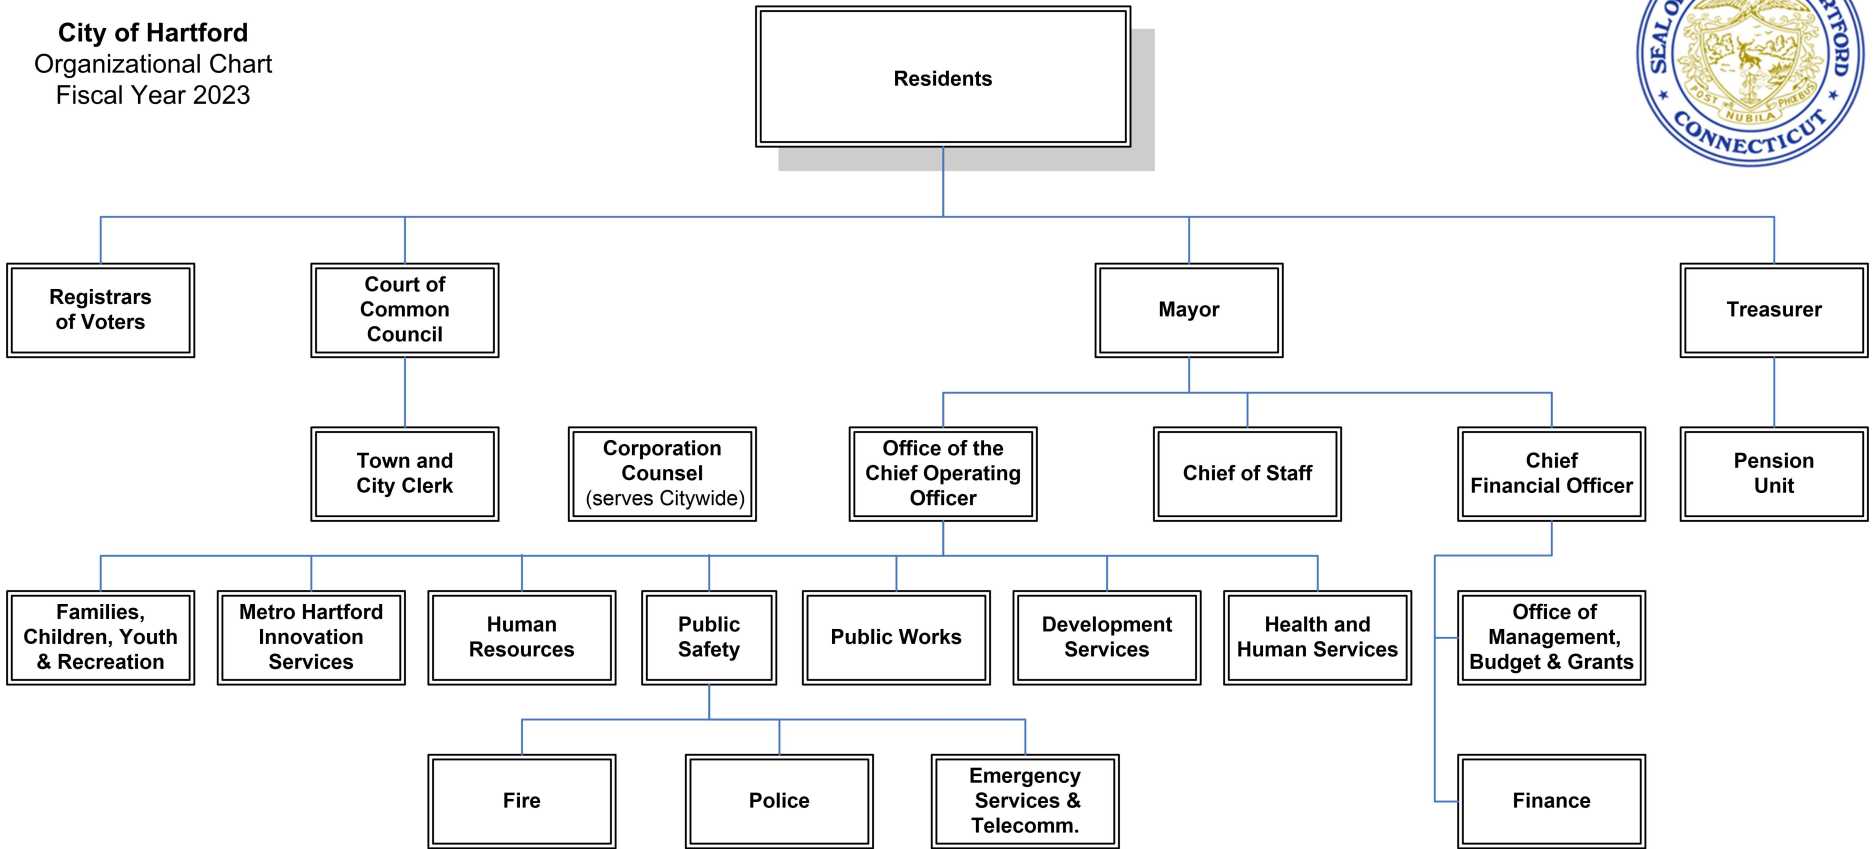 City of Hartford
Organizational Chart
Fiscal Year 2023
Residents
CONNECTICUT
POST NUBILA PHŒBUS
Registrars
of Voters
Court of
Common
Council
Mayor
Treasurer
Town and
City Clerk
Corporation
Counsel
(serves Citywide)
Office of the
Chief Operating
Officer
Chief of Staff
Chief
Financial Officer
Pension
Unit
Families,
Children, Youth
& Recreation
Metro Hartford
Innovation
Services
Human
Resources
Public
Safety
Public Works
Development
Services
Health and
Human Services
Office of
Management,
Budget & Grants
Fire
Police
Emergency
Services &
Telecomm.
Finance